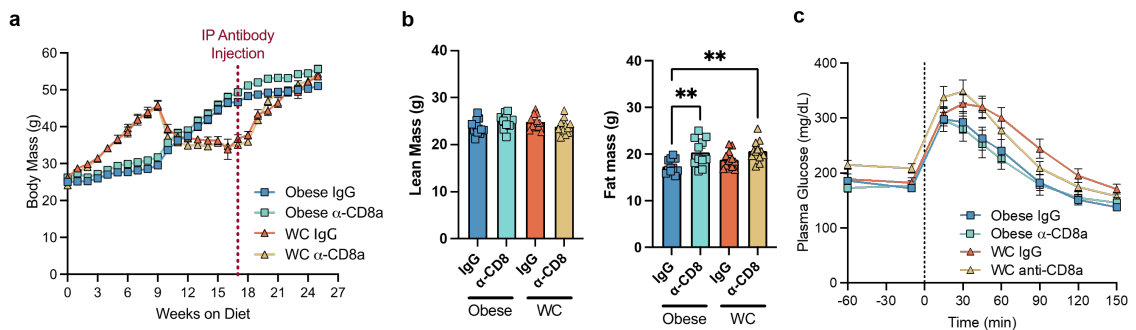 a
IP Antibody
Injection
Body Mass (g)
60
50
40
30
20
10
0
0 3 6 9 12 15 18 21 24 27
Weeks on Diet
Obese IgG
Obese α-CD8a
WC IgG
WC α-CD8a
b
Lean Mass (g)
40
30
20
10
0
IgG α-CD8 IgG α-CD8
Obese WC
Fat mass (g)
40
30
20
10
0
**
**
IgG α-CD8 IgG α-CD8
Obese WC
c
Plasma Glucose (mg/dL)
400
300
200
100
0
-60 -30 0 30 60 90 120 150
Time (min)
Obese IgG
Obese α-CD8a
WC IgG
WC anti-CD8a